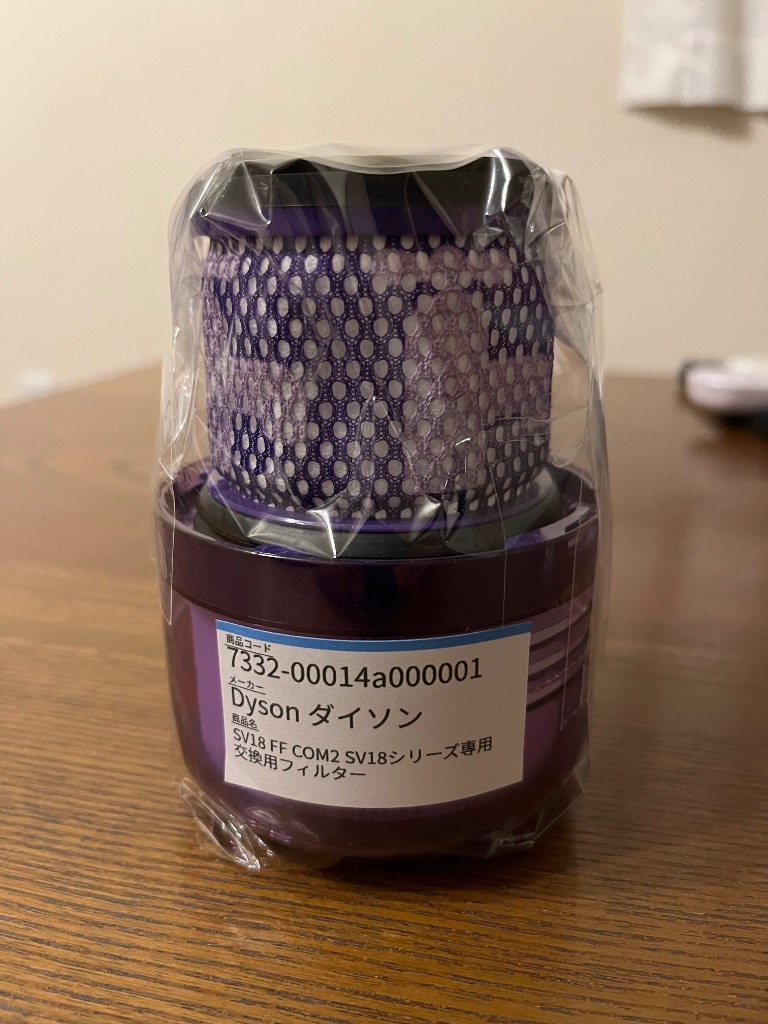 商品コード
7332-00014a000001
メーカー
Dyson ダイソン
商品名
SV18 FF COM2 SV18シリーズ専用
交換用フィルター